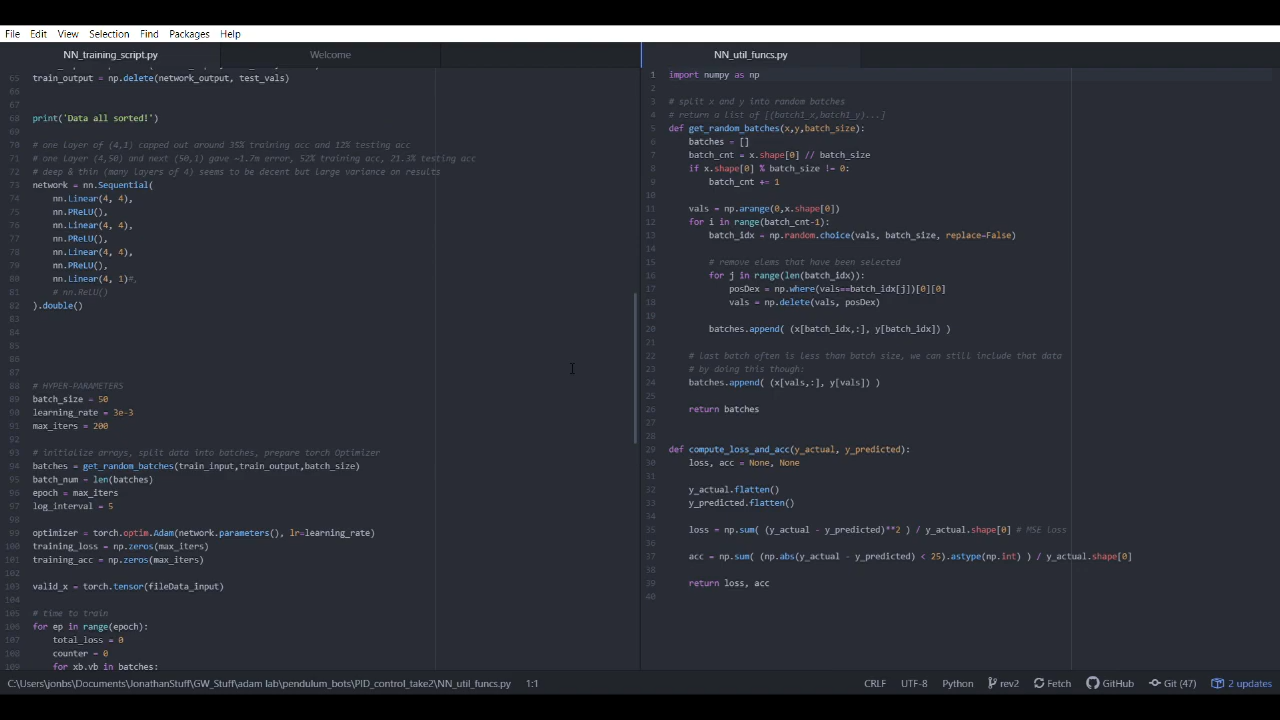 File Edit View Selection Find Packages Help
NN_training_script.py Welcome
65 train_output = np.delete(network_output, test_vals)
66
67
68 print('Data all sorted!')
69
70 # one layer of (4,1) capped out around 35% training acc and 12% testing acc
71 # one layer (4,50) and next (50,1) gave ~1.7m error, 52% training acc, 21.3% testing acc
72 # deep & thin (many layers of 4) seems to be decent but large variance on results
73 network = nn.Sequential(
74 nn.Linear(4, 4),
75 nn.PReLU(),
76 nn.Linear(4, 4),
77 nn.PReLU(),
78 nn.Linear(4, 4),
79 nn.PReLU(),
80 nn.Linear(4, 1)#,
81 # nn.ReLU()
82 ).double()
83
84
85
86
87
88 # HYPER-PARAMETERS
89 batch_size = 50
90 learning_rate = 3e-3
91 max_iters = 200
92
93 # initialize arrays, split data into batches, prepare torch Optimizer
94 batches = get_random_batches(train_input,train_output,batch_size)
95 batch_num = len(batches)
96 epoch = max_iters
97 log_interval = 5
98
99 optimizer = torch.optim.Adam(network.parameters(), lr=learning_rate)
100 training_loss = np.zeros(max_iters)
101 training_acc = np.zeros(max_iters)
102
103 valid_x = torch.tensor(fileData_input)
104
105 # time to train
106 for ep in range(epoch):
107 total_loss = 0
108 counter = 0
109 for xb,yb in batches:
NN_util_funcs.py
1 import numpy as np
2
3 # split x and y into random batches
4 # return a list of [(batch1_x,batch1_y)...]
5 def get_random_batches(x,y,batch_size):
6 batches = []
7 batch_cnt = x.shape[0] // batch_size
8 if x.shape[0] % batch_size != 0:
9 batch_cnt += 1
10
11 vals = np.arange(0,x.shape[0])
12 for i in range(batch_cnt-1):
13 batch_idx = np.random.choice(vals, batch_size, replace=False)
14
15 # remove elems that have been selected
16 for j in range(len(batch_idx)):
17 posDex = np.where(vals==batch_idx[j])[0][0]
18 vals = np.delete(vals, posDex)
19
20 batches.append( (x[batch_idx,:], y[batch_idx]) )
21
22 # last batch often is less than batch size, we can still include that data
23 # by doing this though:
24 batches.append( (x[vals,:], y[vals]) )
25
26 return batches
27
28
29 def compute_loss_and_acc(y_actual, y_predicted):
30 loss, acc = None, None
31
32 y_actual.flatten()
33 y_predicted.flatten()
34
35 loss = np.sum( (y_actual - y_predicted)**2 ) / y_actual.shape[0] # MSE loss
36
37 acc = np.sum( (np.abs(y_actual - y_predicted) < 25).astype(np.int) ) / y_actual.shape[0]
38
39 return loss, acc
40
C:\Users\jonbs\Documents\JonathanStuff\GW_Stuff\adam lab\pendulum_bots\PID_control_take2\NN_util_funcs.py 1:1 CRLF UTF-8 Python rev2 Fetch GitHub Git (47) 2 updates